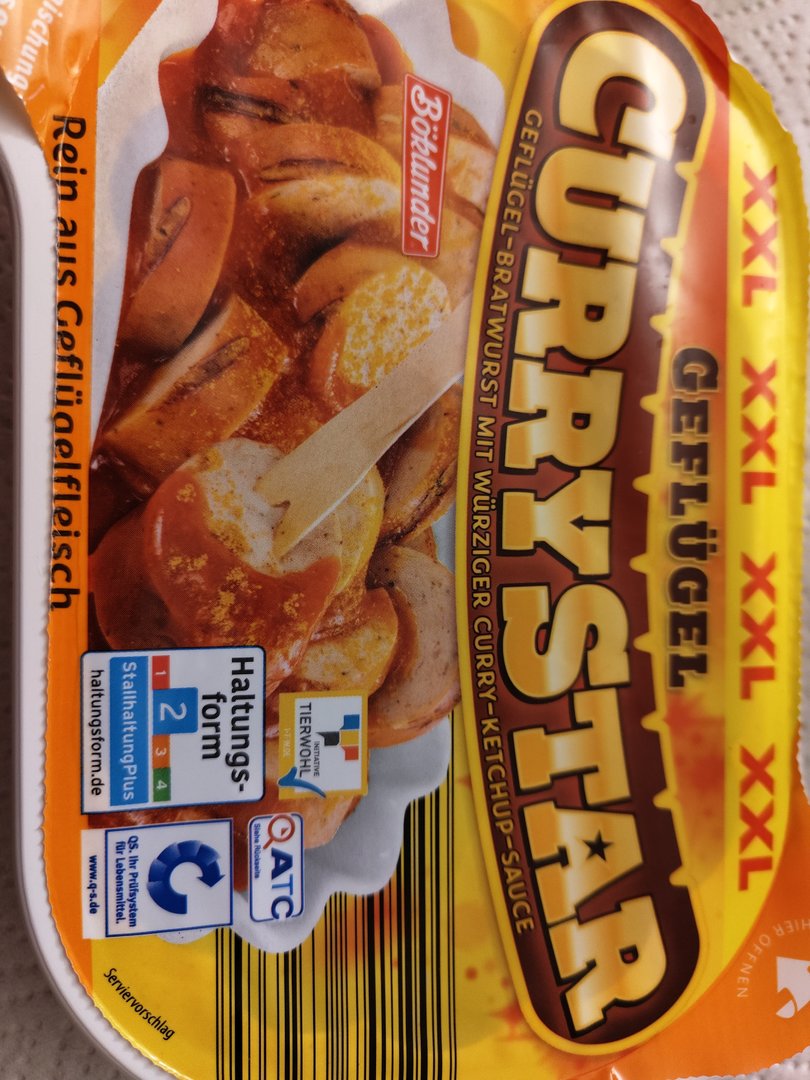 XXL XXL XXL XXL
GEFLÜGEL
CURRYSTAR
GEFLÜGEL-BRATWURST MIT WÜRZIGER CURRY-KETCHUP-SAUCE
HIER ÖFFNEN
Böklunder
INITIATIVE
TIERWOHL
QATC
Siehe Rückseite
Haltungs-
form
1 2 3 4
StallhaltungPlus
haltungsform.de
QS. Ihr Prüfsystem
für Lebensmittel.
www.q-s.de
Rein aus Geflügelfleisch
Serviervorschlag